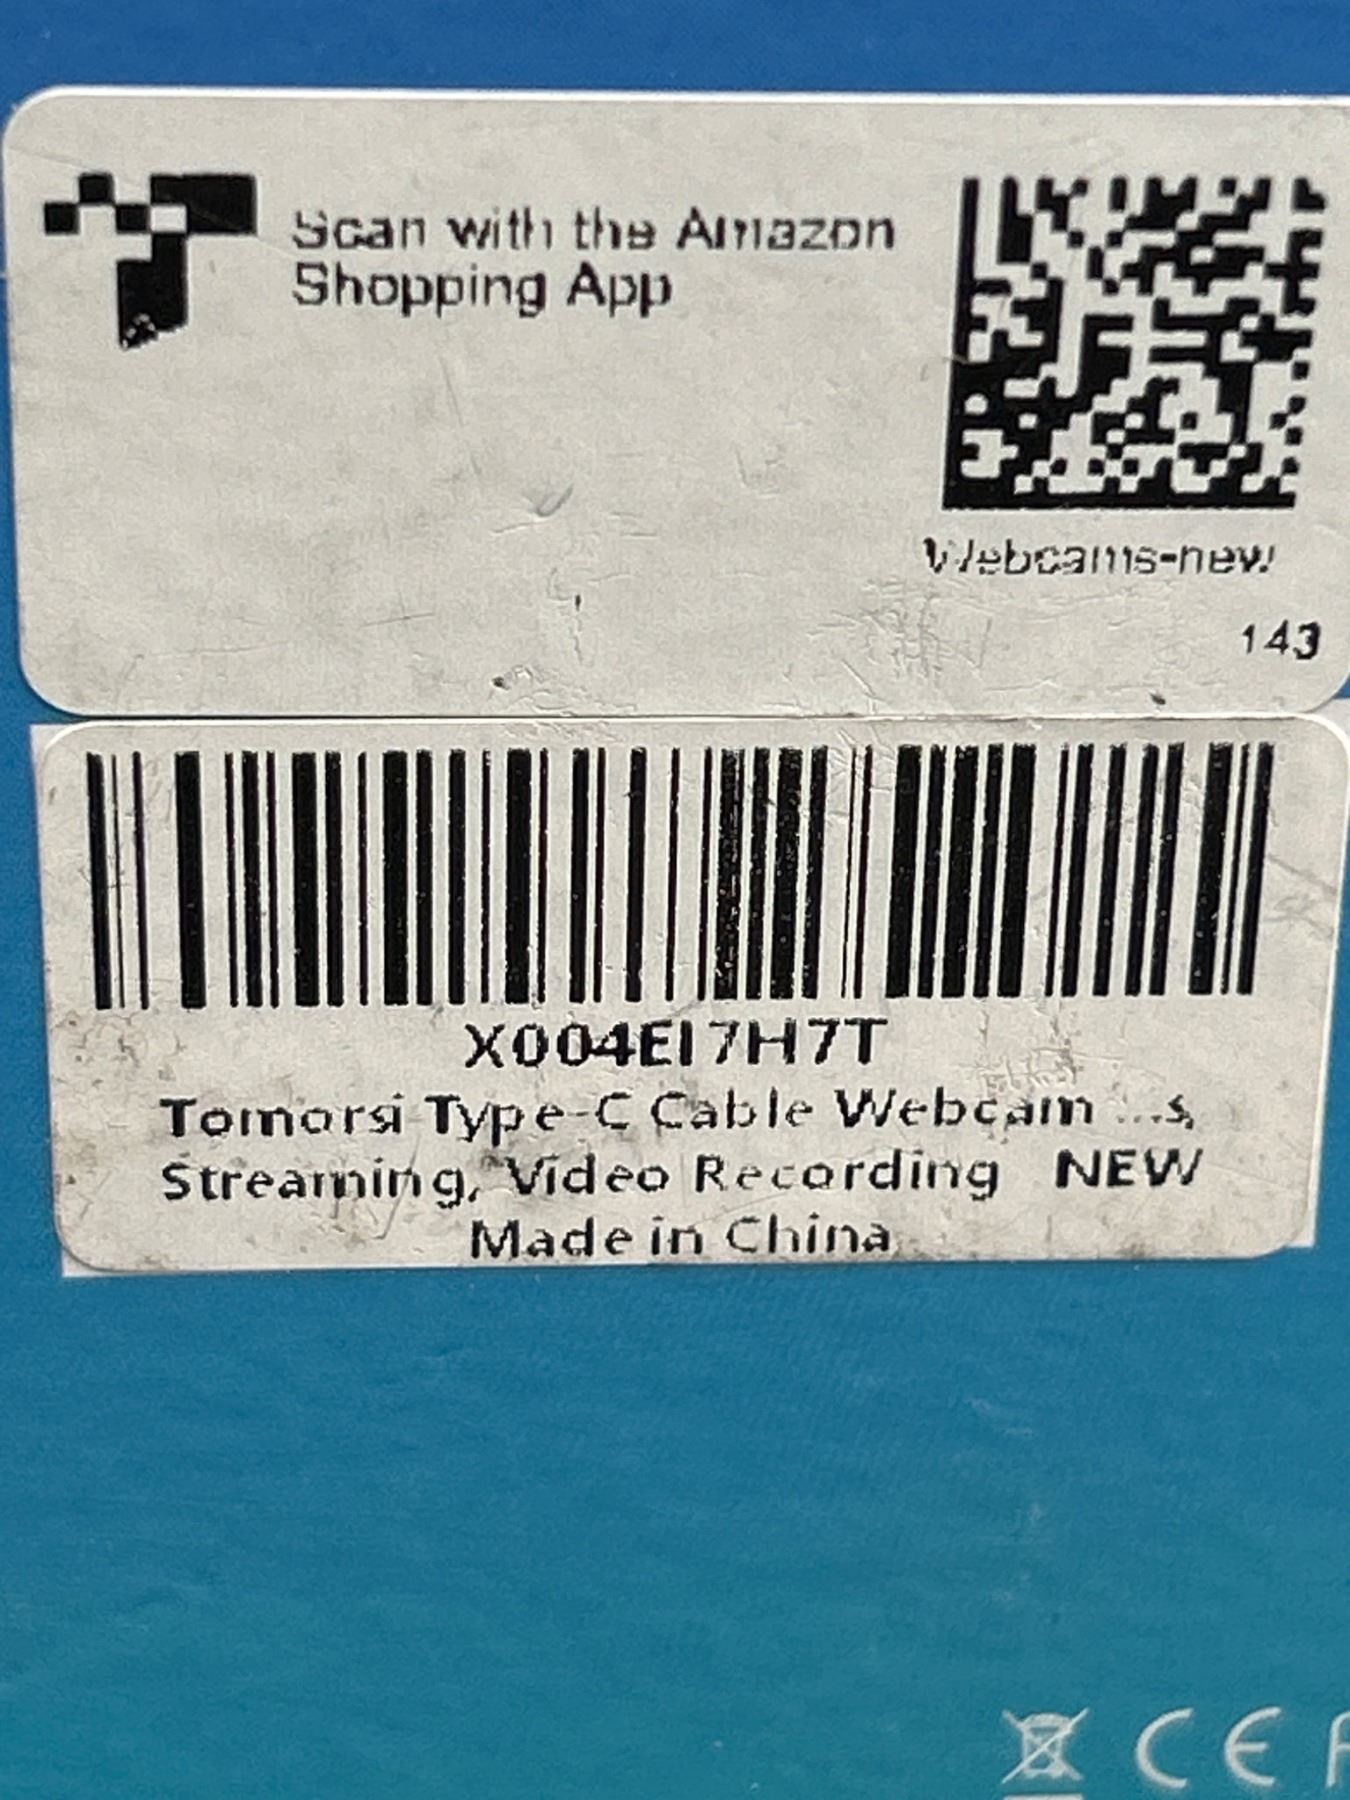 Scan with the Amazon
Shopping App
Webcams-new
143
X004EI7H7T
Tomorsi Type-C Cable Webcam ...s,
Streaming, Video Recording NEW
Made in China
CE